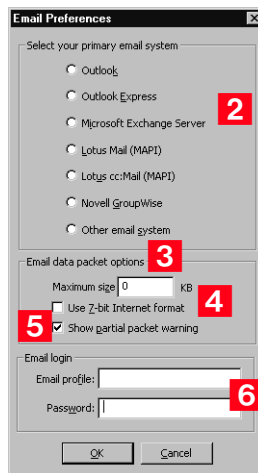 Email Preferences
Select your primary email system
Outlook
Outlook Express
2
Microsoft Exchange Server
Lotus Mail (MAPI)
Lotus cc:Mail (MAPI)
Novell GroupWise
Other email system
3
Email data packet options
Maximum size 0 KB
4
Use 7-bit Internet format
5
Show partial packet warning
Email login
Email profile:
6
Password:
OK Cancel